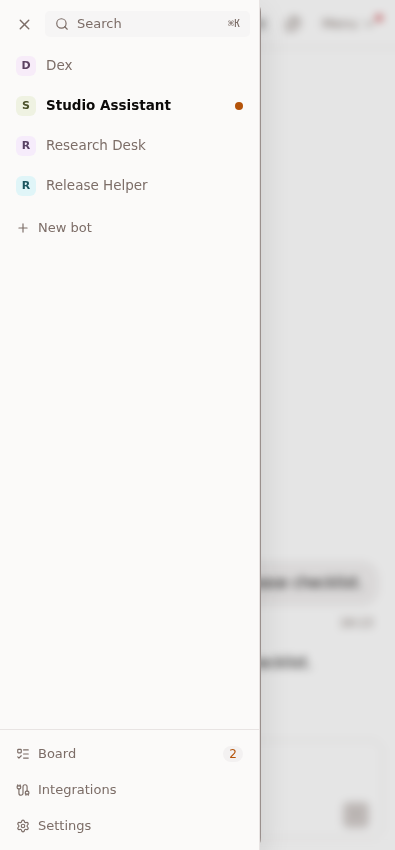 Search ⌘K
D Dex
S Studio Assistant
R Research Desk
R Release Helper
+ New bot
Board 2
Integrations
Settings